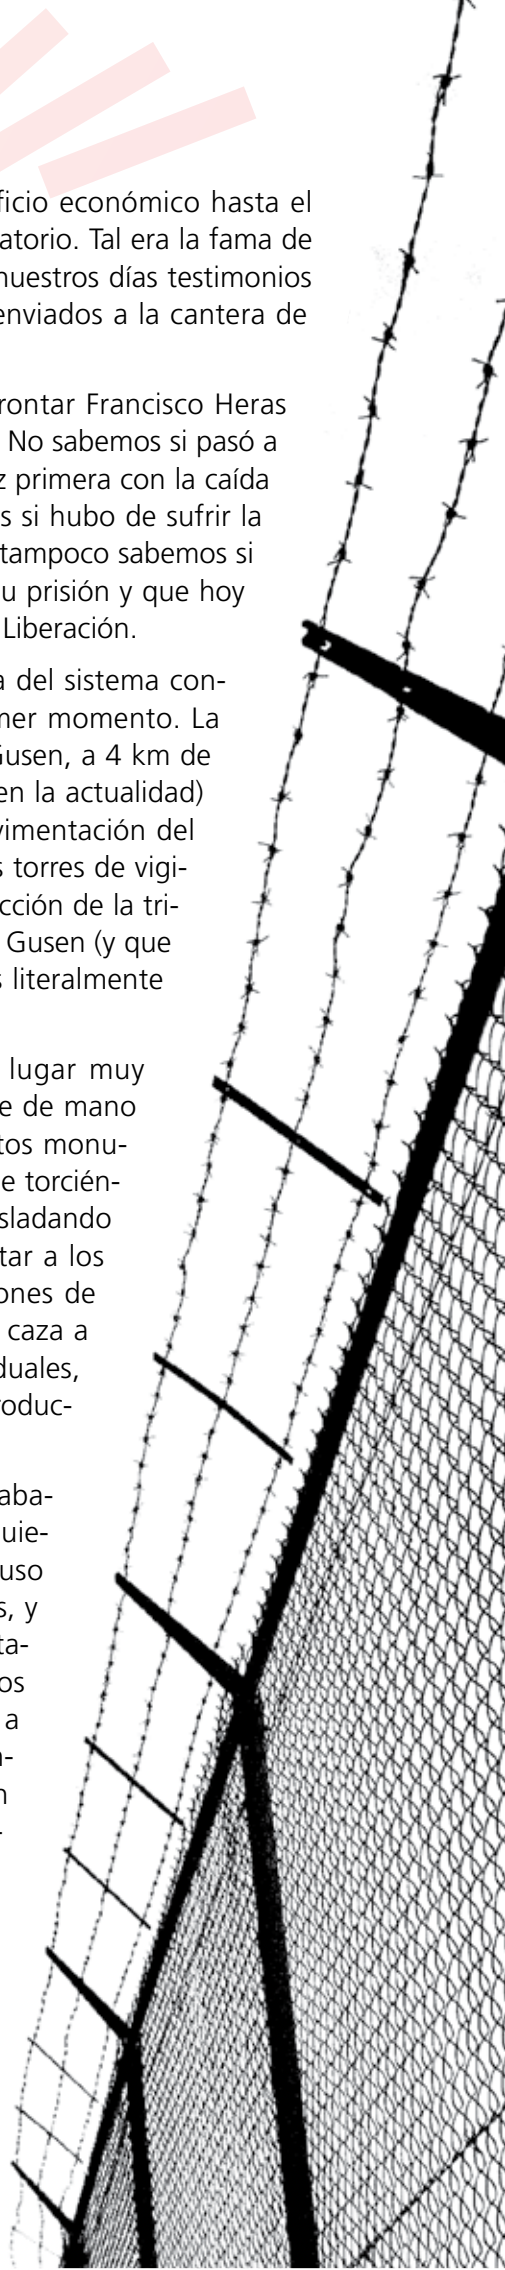 ficio económico hasta el
atorio. Tal era la fama de
nuestros días testimonios
enviados a la cantera de
rontar Francisco Heras
No sabemos si pasó a
z primera con la caída
s si hubo de sufrir la
tampoco sabemos si
u prisión y que hoy
Liberación.
a del sistema con-
mer momento. La
Gusen, a 4 km de
en la actualidad)
vimentación del
s torres de vigi-
cción de la tri-
Gusen (y que
s literalmente
lugar muy
e de mano
tos monu-
e torcién-
sladando
tar a los
ones de
caza a
duales,
roduc-
aba-
uie-
uso
s, y
ta-
os
a
n-
n
-